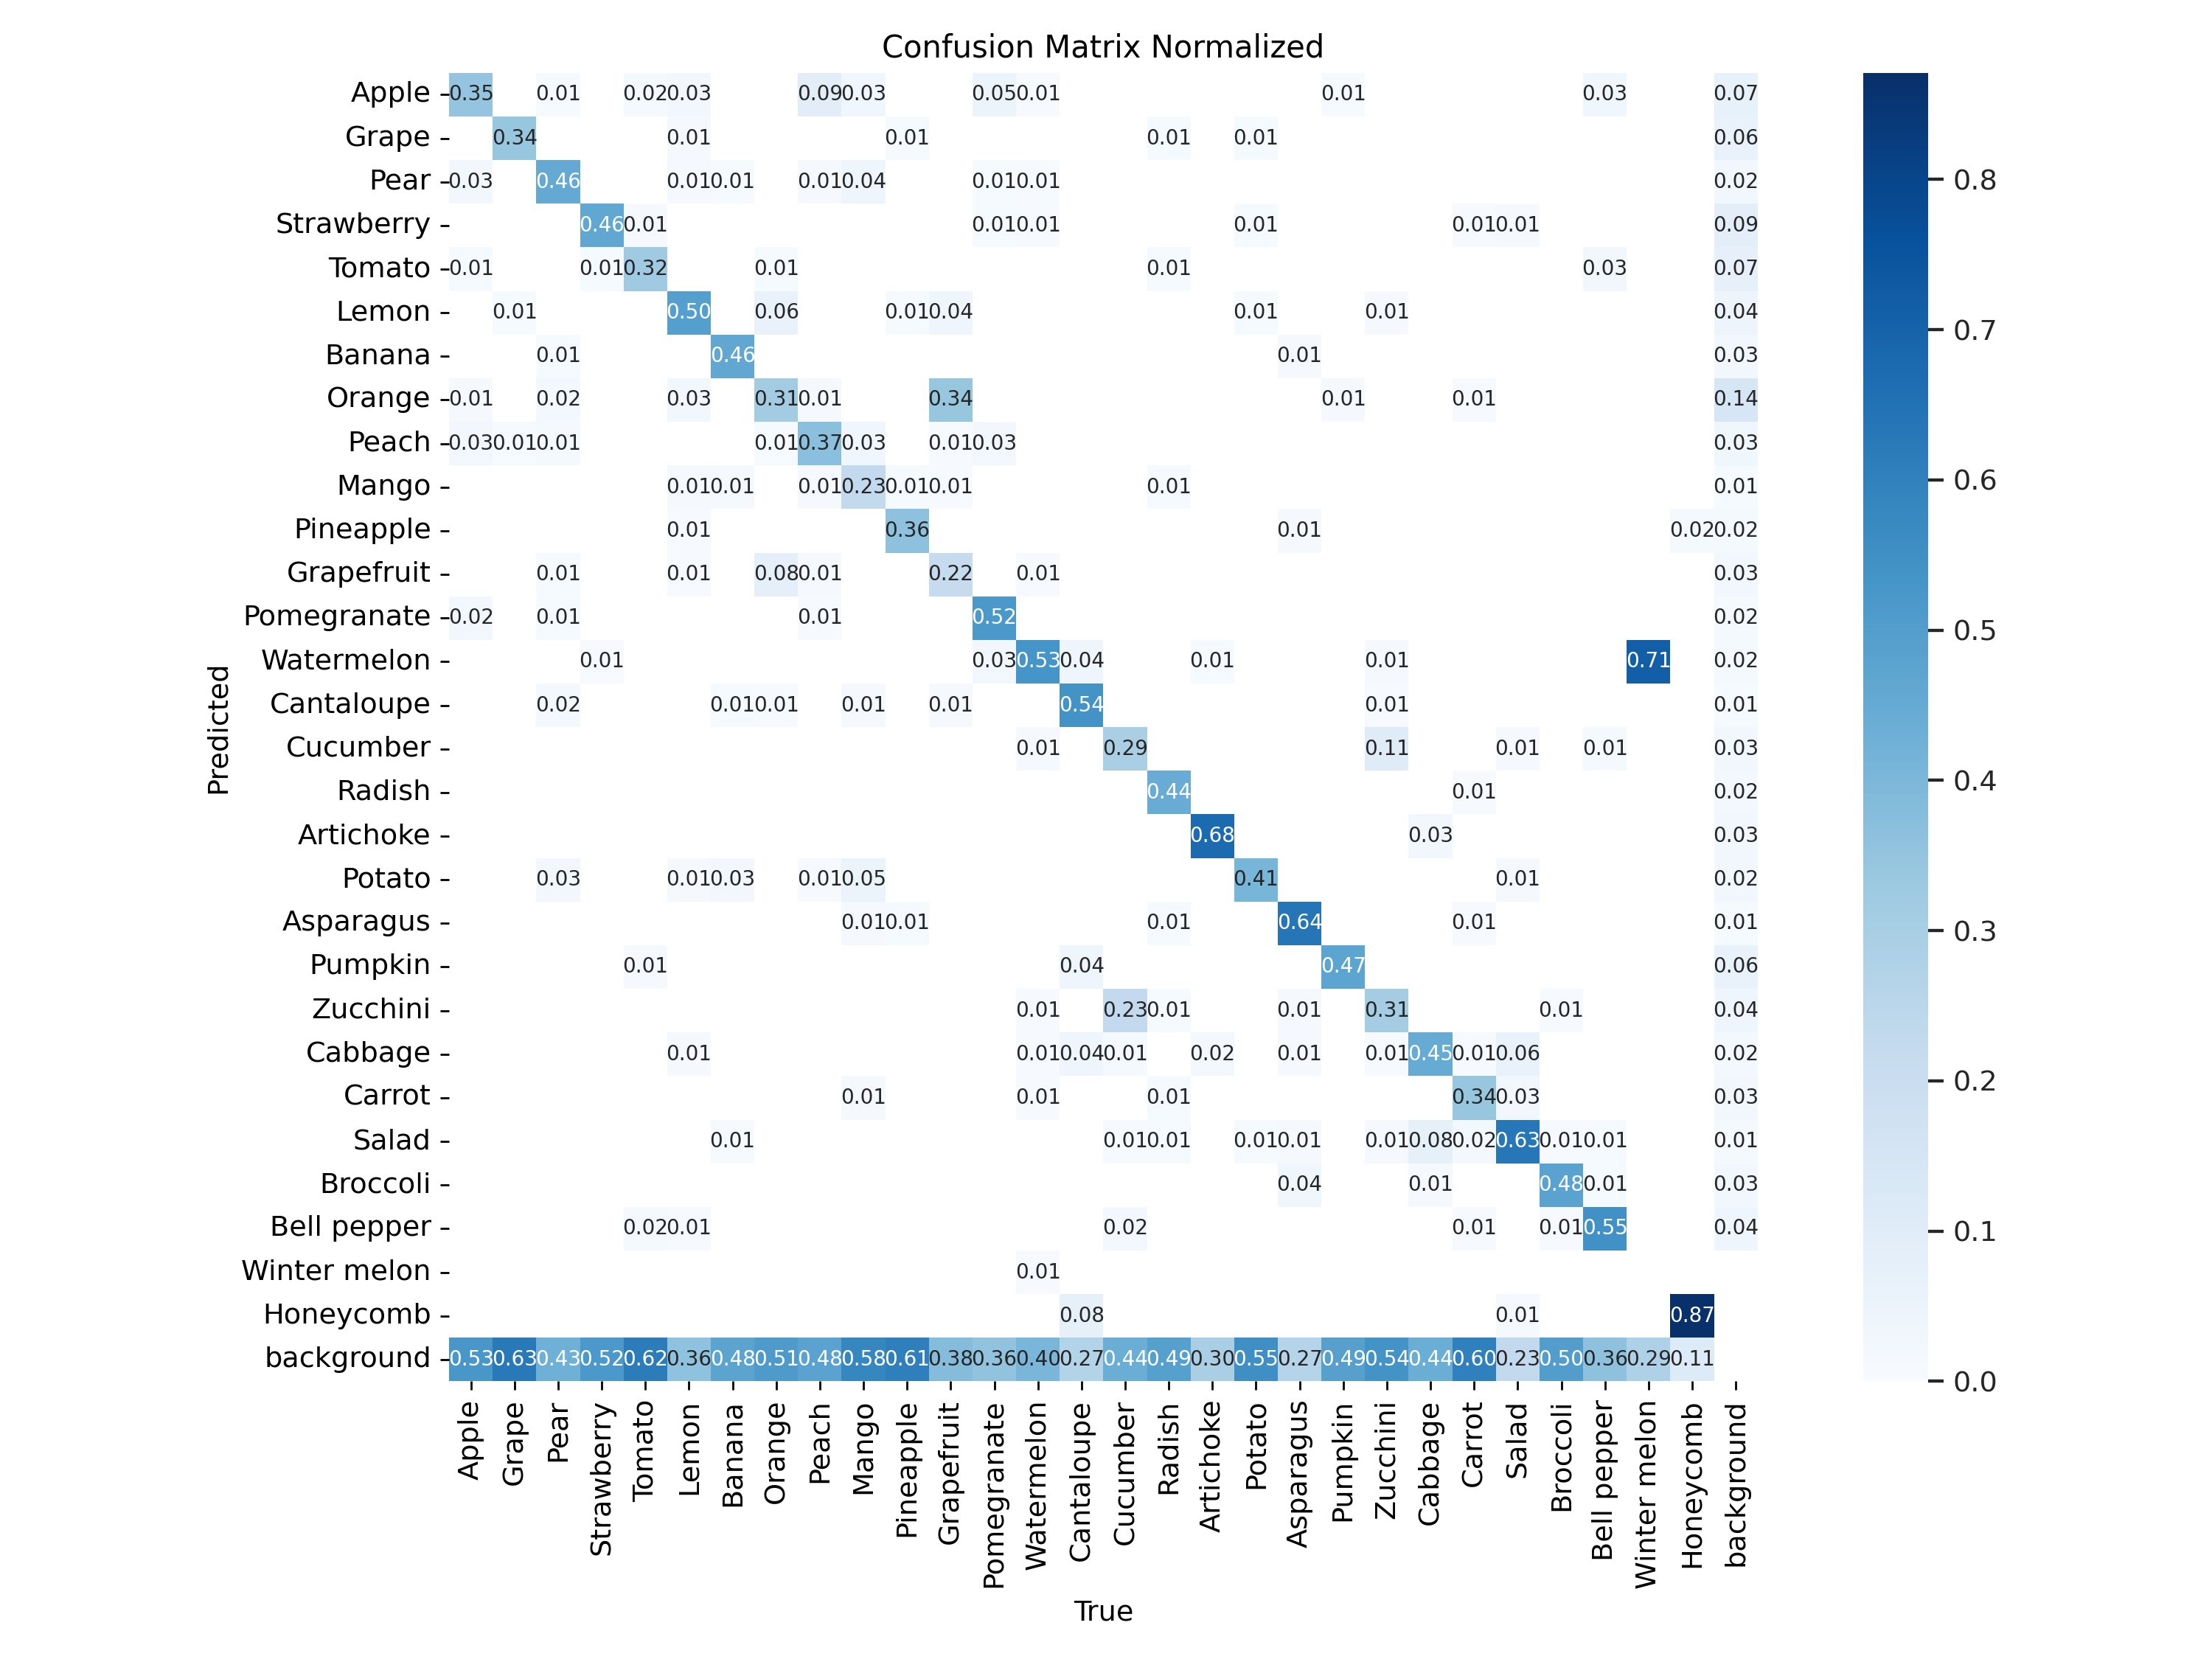 Confusion Matrix Normalized
Apple 0.35 0.01 0.02 0.03 0.09 0.03 0.05 0.01 0.01 0.03 0.07
Grape 0.34 0.01 0.01 0.01 0.01 0.06
Pear 0.03 0.46 0.01 0.01 0.01 0.04 0.01 0.01 0.02
Strawberry 0.46 0.01 0.01 0.01 0.01 0.01 0.01 0.09
Tomato 0.01 0.01 0.32 0.01 0.01 0.03 0.07
Lemon 0.01 0.50 0.06 0.01 0.04 0.01 0.01 0.04
Banana 0.01 0.46 0.01 0.03
Orange 0.01 0.02 0.03 0.31 0.01 0.34 0.01 0.01 0.14
Peach 0.03 0.01 0.01 0.01 0.37 0.03 0.01 0.03 0.03
Mango 0.01 0.01 0.01 0.23 0.01 0.01 0.01 0.01
Pineapple 0.01 0.36 0.01 0.02 0.02
Grapefruit 0.01 0.01 0.08 0.01 0.22 0.01 0.03
Pomegranate 0.02 0.01 0.01 0.52 0.02
Watermelon 0.01 0.03 0.53 0.04 0.01 0.01 0.71 0.02
Cantaloupe 0.02 0.01 0.01 0.01 0.01 0.54 0.01 0.01
Cucumber 0.01 0.29 0.11 0.01 0.01 0.03
Radish 0.44 0.01 0.02
Artichoke 0.68 0.03 0.03
Potato 0.03 0.01 0.03 0.01 0.05 0.41 0.01 0.02
Asparagus 0.01 0.01 0.01 0.64 0.01 0.01
Pumpkin 0.01 0.04 0.47 0.06
Zucchini 0.01 0.23 0.01 0.01 0.31 0.01 0.04
Cabbage 0.01 0.01 0.04 0.01 0.02 0.01 0.01 0.45 0.01 0.06 0.02
Carrot 0.01 0.01 0.01 0.34 0.03 0.03
Salad 0.01 0.01 0.01 0.01 0.01 0.01 0.08 0.02 0.63 0.01 0.01 0.01
Broccoli 0.04 0.01 0.48 0.01 0.03
Bell pepper 0.02 0.01 0.02 0.01 0.01 0.55 0.04
Winter melon 0.01
Honeycomb 0.08 0.01 0.87
background 0.53 0.63 0.43 0.52 0.62 0.36 0.48 0.51 0.48 0.58 0.61 0.38 0.36 0.40 0.27 0.44 0.49 0.30 0.55 0.27 0.49 0.54 0.44 0.60 0.23 0.50 0.36 0.29 0.11
Predicted
Apple Grape Pear Strawberry Tomato Lemon Banana Orange Peach Mango Pineapple Grapefruit Pomegranate Watermelon Cantaloupe Cucumber Radish Artichoke Potato Asparagus Pumpkin Zucchini Cabbage Carrot Salad Broccoli Bell pepper Winter melon Honeycomb background
True
0.8
0.7
0.6
0.5
0.4
0.3
0.2
0.1
0.0